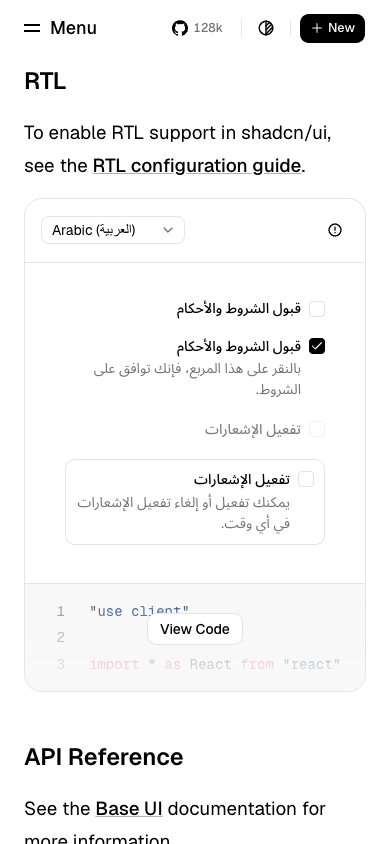 Menu
128k
New
RTL
To enable RTL support in shadcn/ui,
see the RTL configuration guide.
Arabic (العربية)
قبول الشروط والأحكام
قبول الشروط والأحكام
بالنقر على هذا المربع، فإنك توافق على
الشروط.
تفعيل الإشعارات
تفعيل الإشعارات
يمكنك تفعيل أو إلغاء تفعيل الإشعارات
في أي وقت.
1 "use client"
View Code
2
3 import * as React from "react"
API Reference
See the Base UI documentation for
more information.